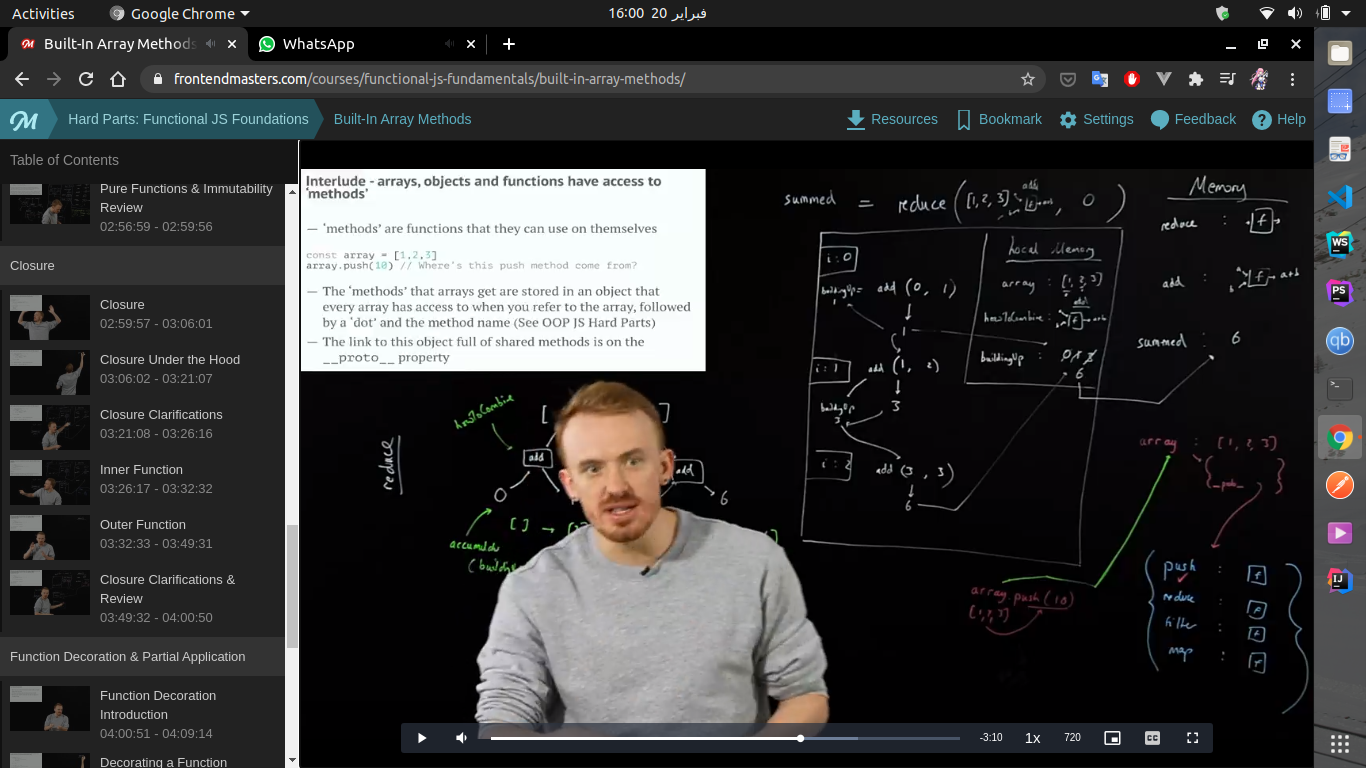 Activities
Google Chrome
16:00 20 فبراير
Built-In Array Methods
WhatsApp
frontendmasters.com/courses/functional-js-fundamentals/built-in-array-methods/
Hard Parts: Functional JS Foundations
Built-In Array Methods
Resources
Bookmark
Settings
Feedback
Help
Table of Contents
Pure Functions & Immutability
Review
02:56:59 - 02:59:56
Closure
Closure
02:59:57 - 03:06:01
Closure Under the Hood
03:06:02 - 03:21:07
Closure Clarifications
03:21:08 - 03:26:16
Inner Function
03:26:17 - 03:32:32
Outer Function
03:32:33 - 03:49:31
Closure Clarifications &
Review
03:49:32 - 04:00:50
Function Decoration & Partial Application
Function Decoration
Introduction
04:00:51 - 04:09:14
Decorating a Function
Interlude - arrays, objects and functions have access to
'methods'
— 'methods' are functions that they can use on themselves
const array = [1,2,3]
array.push(10) // Where's this push method come from?
— The 'methods' that arrays get are stored in an object that
every array has access to when you refer to the array, followed
by a 'dot' and the method name (See OOP JS Hard Parts)
— The link to this object full of shared methods is on the
__proto__ property
summed = reduce ([1, 2, 3] add f a+b, 0)
Memory
reduce : f
add : a b f a+b
summed : 6
i : 0
buildingUp =
1
add (0, 1)
1
i : 1
add (1, 2)
buildingUp
3
3
i : 2
add (3, 3)
6
Local Memory
array : [1, 2, 3]
howToCombine : add f a+b
buildingUp :
6
reduce
howToCombine
[ ]
add
add
0
6
[ ] →
array : [1, 2, 3]
array.push(10)
[1, 2, 3]
push : f
reduce : f
filter : f
map : f
-3:10
1x
720
CC